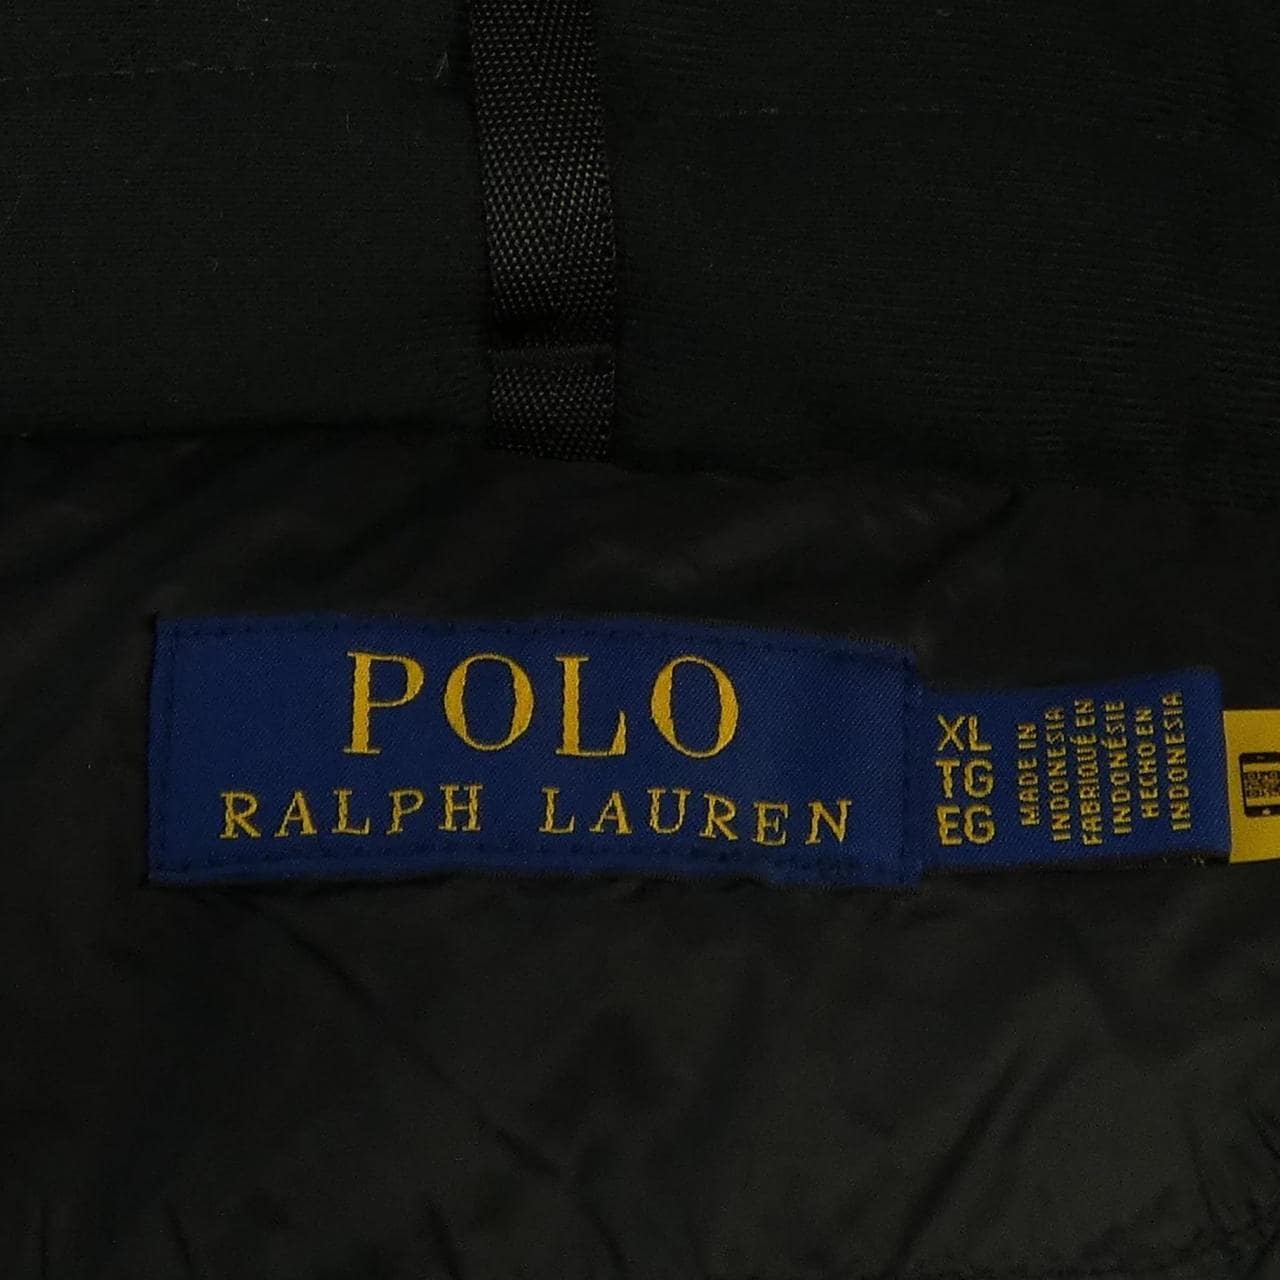 POLO
RALPH LAUREN
XL
TG
EG
MADE IN
INDONESIA
FABRIQUÉ EN
INDONÉSIE
HECHO EN
INDONESIA